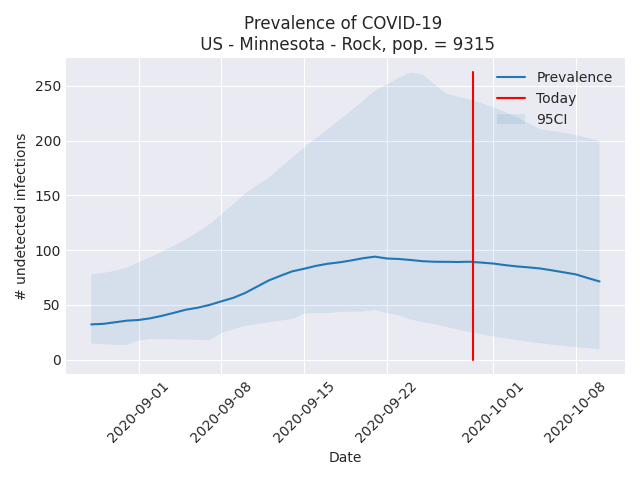 Prevalence of COVID-19
US - Minnesota - Rock, pop. = 9315
Prevalence
Today
95CI
# undetected infections
250
200
150
100
50
0
2020-09-01
2020-09-08
2020-09-15
2020-09-22
2020-10-01
2020-10-08
Date